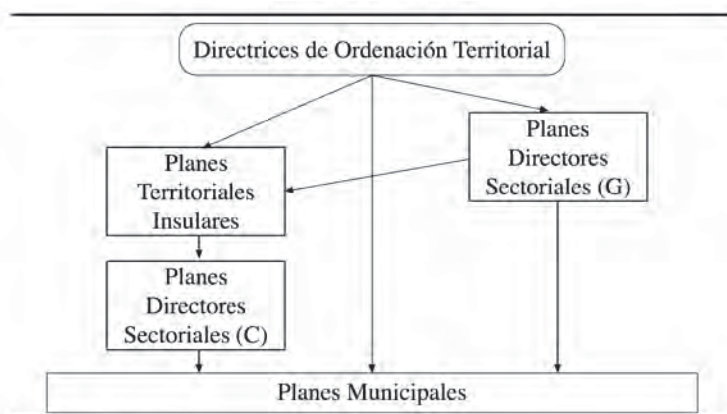 Directrices de Ordenación Territorial
Planes
Directores
Sectoriales (G)
Planes
Territoriales
Insulares
Planes
Directores
Sectoriales (C)
Planes Municipales